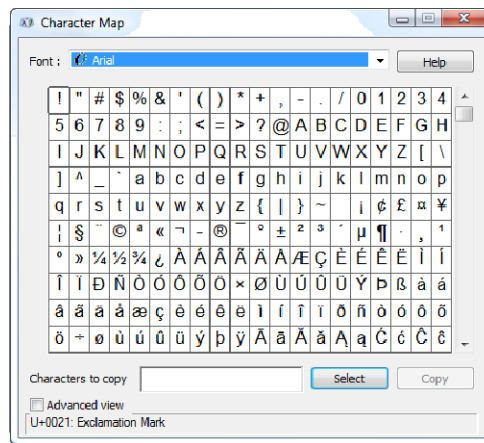 Character Map
Font : Arial Help
! " # $ % & ' ( ) * + , - . / 0 1 2 3 4
5 6 7 8 9 : ; < = > ? @ A B C D E F G H
I J K L M N O P Q R S T U V W X Y Z [ \
] ^ _ ` a b c d e f g h i j k l m n o p
q r s t u v w x y z { | } ~ ¡ ¢ £ ¤ ¥
¦ § ¨ © ª « ¬ - ® ¯ ° ± ² ³ ´ µ ¶ · ¸ ¹
º » ¼ ½ ¾ ¿ À Á Â Ã Ä Å Æ Ç È É Ê Ë Ì Í
Î Ï Ð Ñ Ò Ó Ô Õ Ö × Ø Ù Ú Û Ü Ý Þ ß à á
â ã ä å æ ç è é ê ë ì í î ï ð ñ ò ó ô õ
ö ÷ ø ù ú û ü ý þ ÿ Ā ā Ă ă Ą ą Ć ć Ĉ ĉ
Characters to copy Select Copy
Advanced view
U+0021: Exclamation Mark